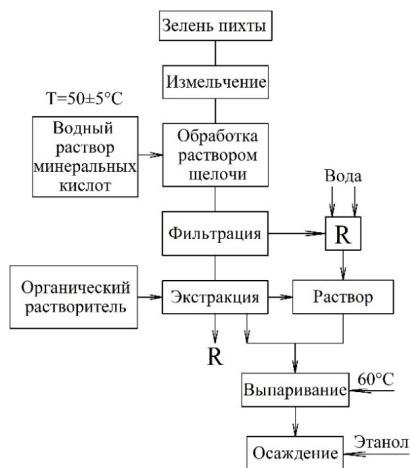 Зелень пихты
Измельчение
T=50±5°C
Водный
раствор
минеральных
кислот
Обработка
раствором
щелочи
Вода
Фильтрация
R
Органический
растворитель
Экстракция
Раствор
R
Выпаривание
60°C
Осаждение
Этанол